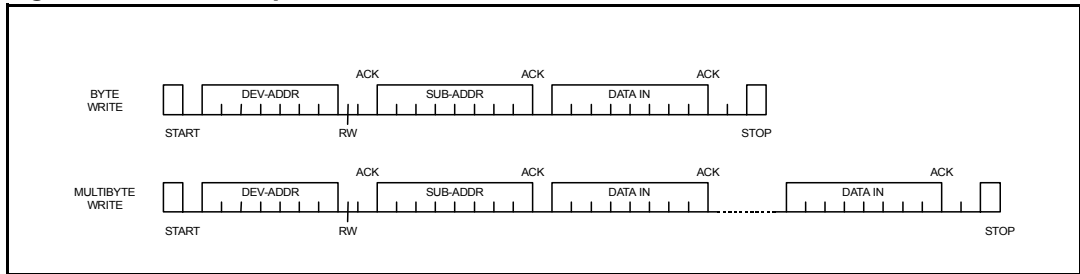 ACK ACK ACK
BYTE WRITE DEV-ADDR SUB-ADDR DATA IN
START RW STOP
ACK ACK ACK ACK
MULTIBYTE WRITE DEV-ADDR SUB-ADDR DATA IN DATA IN
START RW STOP